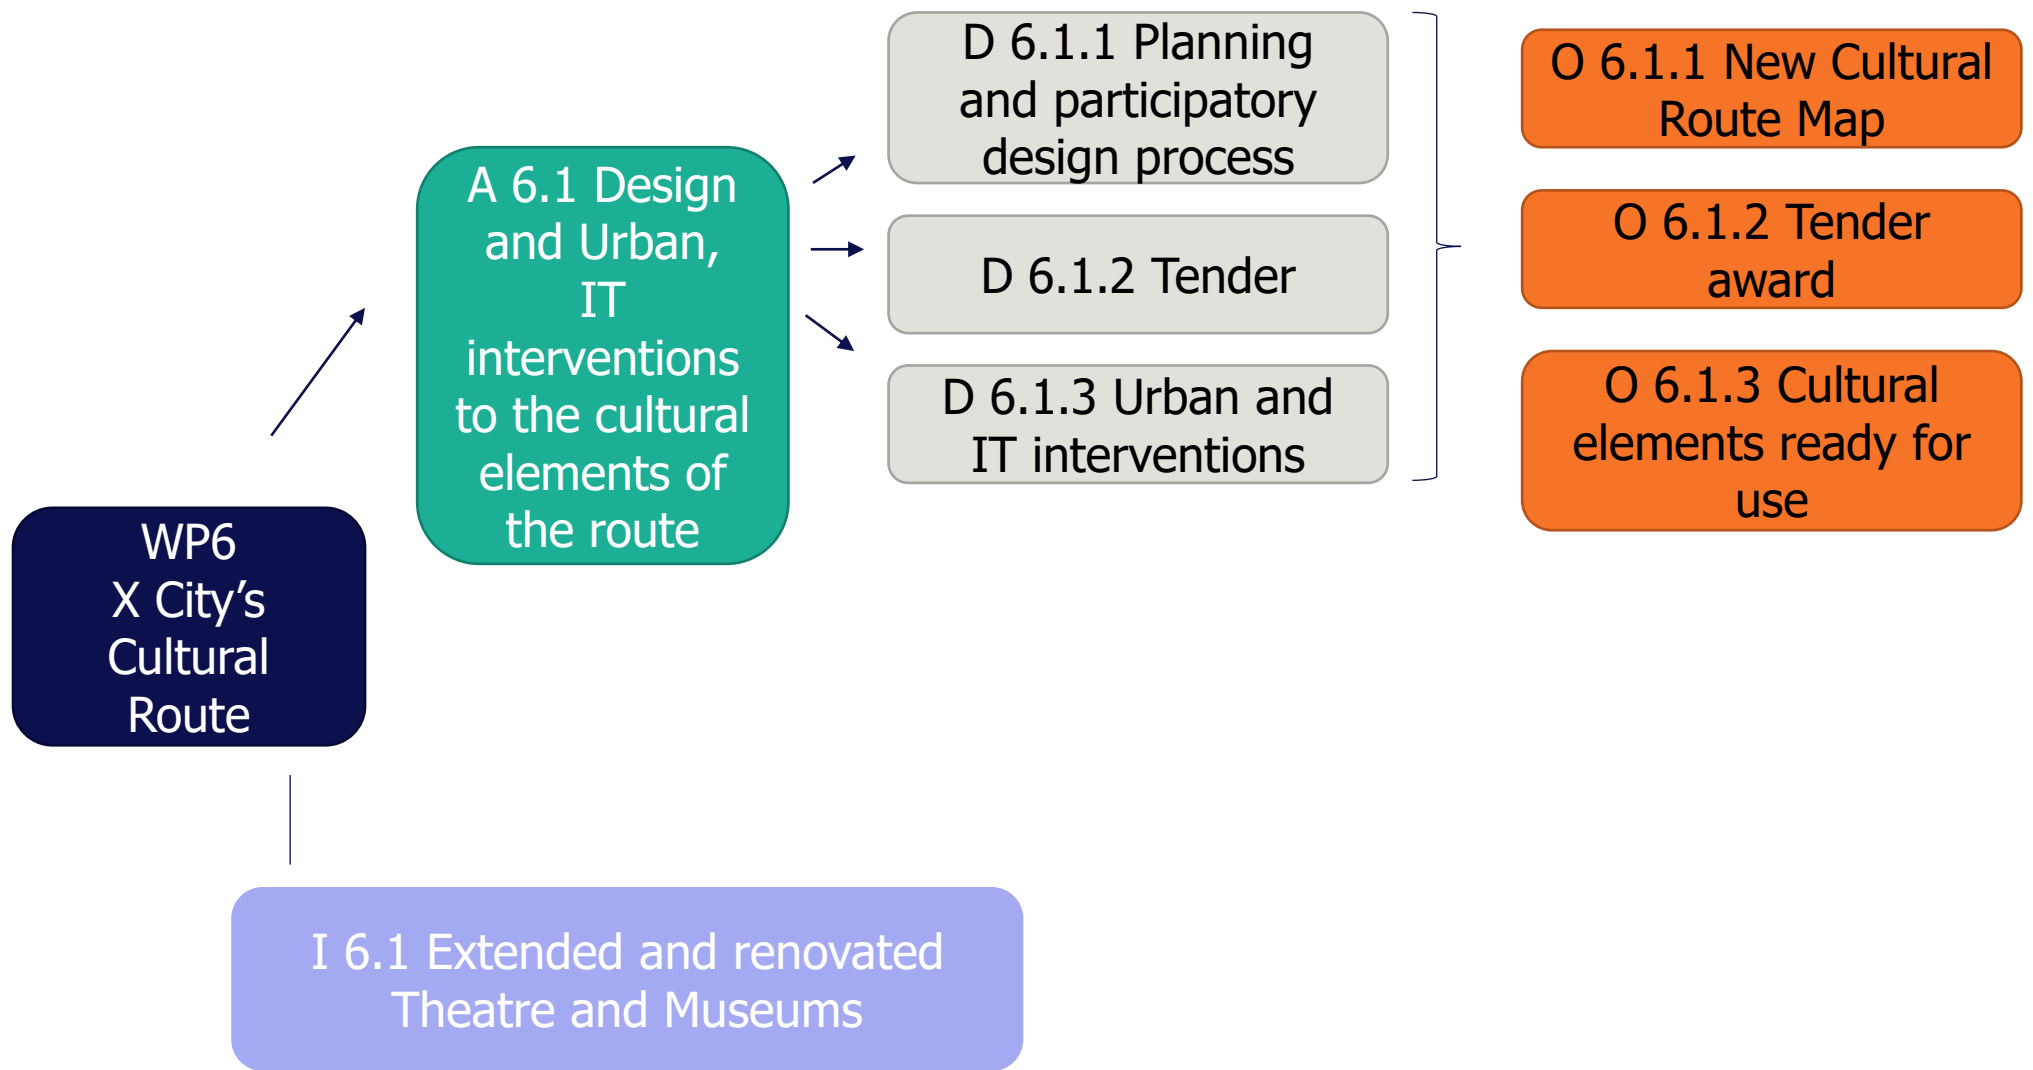 WP6
X City’s
Cultural
Route
A 6.1 Design
and Urban,
IT
interventions
to the cultural
elements of
the route
D 6.1.1 Planning
and participatory
design process
D 6.1.2 Tender
D 6.1.3 Urban and
IT interventions
O 6.1.1 New Cultural
Route Map
O 6.1.2 Tender
award
O 6.1.3 Cultural
elements ready for
use
I 6.1 Extended and renovated
Theatre and Museums